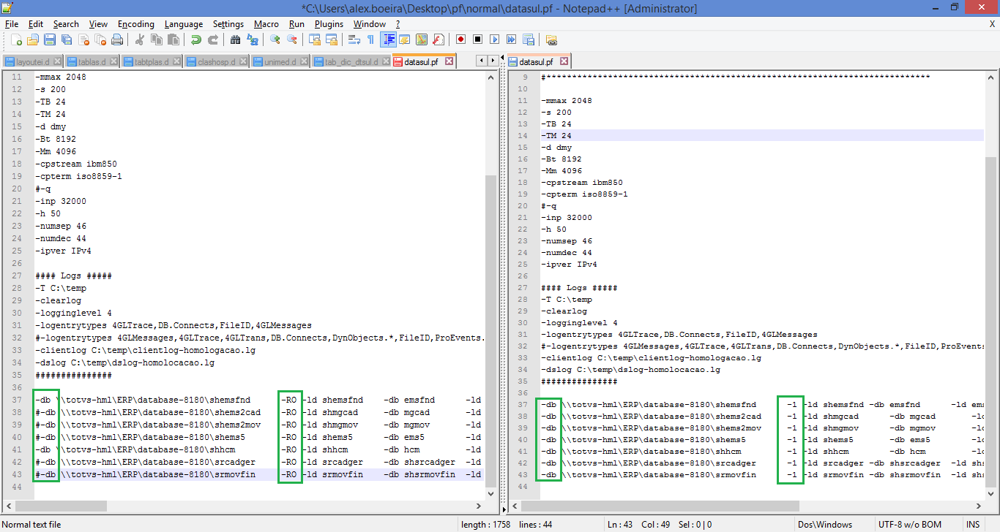 *C:\Users\alex.boeira\Desktop\pf\normal\datasul.pf - Notepad++ [Administrator]
File Edit Search View Encoding Language Settings Macro Run Plugins Window ? X
layoutei.d tablas.d tabtplas.d clashosp.d unimed.d tab_dic_dtsul.d datasul.pf
11 -mmax 2048
12 -s 200
13 -TB 24
14 -TM 24
15 -d dmy
16 -Bt 8192
17 -Mm 4096
18 -cpstream ibm850
19 -cpterm iso8859-1
20 #-q
21 -inp 32000
22 -h 50
23 -numsep 46
24 -numdec 44
25 -ipver IPv4
26
27 #### Logs #####
28 -T C:\temp
29 -clearlog
30 -logginglevel 4
31 -logentrytypes 4GLTrace,DB.Connects,FileID,4GLMessages
32 #-logentrytypes 4GLMessages,4GLTrace,4GLTrans,DB.Connects,DynObjects.*,FileID,ProEvents.
33 -clientlog C:\temp\clientlog-homologacao.lg
34 -dslog C:\temp\dslog-homolocacao.lg
35 ###############
36
37 -db \\totvs-hml\ERP\database-8180\shemsfnd -RO -ld shemsfnd -db emsfnd -ld
38 #-db \\totvs-hml\ERP\database-8180\shems2cad -RO -ld shmgcad -db mgcad -ld
39 #-db \\totvs-hml\ERP\database-8180\shems2mov -RO -ld shmgmov -db mgmov -ld
40 #-db \\totvs-hml\ERP\database-8180\shems5 -RO -ld shems5 -db ems5 -ld
41 -db \\totvs-hml\ERP\database-8180\shhcm -RO -ld shhcm -db hcm -ld
42 #-db \\totvs-hml\ERP\database-8180\srcadger -RO -ld srcadger -db shsrcadger -ld
43 #-db \\totvs-hml\ERP\database-8180\srmovfin -RO -ld srmovfin -db shsrmovfin -ld
44
datasul.pf
9 #***************************************************************************
10
11 -mmax 2048
12 -s 200
13 -TB 24
14 -TM 24
15 -d dmy
16 -Bt 8192
17 -Mm 4096
18 -cpstream ibm850
19 -cpterm iso8859-1
20 #-q
21 -inp 32000
22 -h 50
23 -numsep 46
24 -numdec 44
25 -ipver IPv4
26
27 #### Logs #####
28 -T C:\temp
29 -clearlog
30 -logginglevel 4
31 -logentrytypes 4GLTrace,DB.Connects,FileID,4GLMessages
32 #-logentrytypes 4GLMessages,4GLTrace,4GLTrans,DB.Connects,DynObjects.*,FileID,ProEvents
33 -clientlog C:\temp\clientlog-homologacao.lg
34 -dslog C:\temp\dslog-homolocacao.lg
35 ###############
36
37 -db \\totvs-hml\ERP\database-8180\shemsfnd -1 -ld shemsfnd -db emsfnd -ld ems
38 -db \\totvs-hml\ERP\database-8180\shems2cad -1 -ld shmgcad -db mgcad -ld
39 -db \\totvs-hml\ERP\database-8180\shems2mov -1 -ld shmgmov -db mgmov -ld
40 -db \\totvs-hml\ERP\database-8180\shems5 -1 -ld shems5 -db ems5 -ld
41 -db \\totvs-hml\ERP\database-8180\shhcm -1 -ld shhcm -db hcm -ld
42 -db \\totvs-hml\ERP\database-8180\srcadger -1 -ld srcadger -db shsrcadger -ld shs
43 -db \\totvs-hml\ERP\database-8180\srmovfin -1 -ld srmovfin -db shsrmovfin -ld shs
44
Normal text file length : 1758 lines : 44 Ln : 43 Col : 49 Sel : 0 | 0 Dos\Windows UTF-8 w/o BOM INS